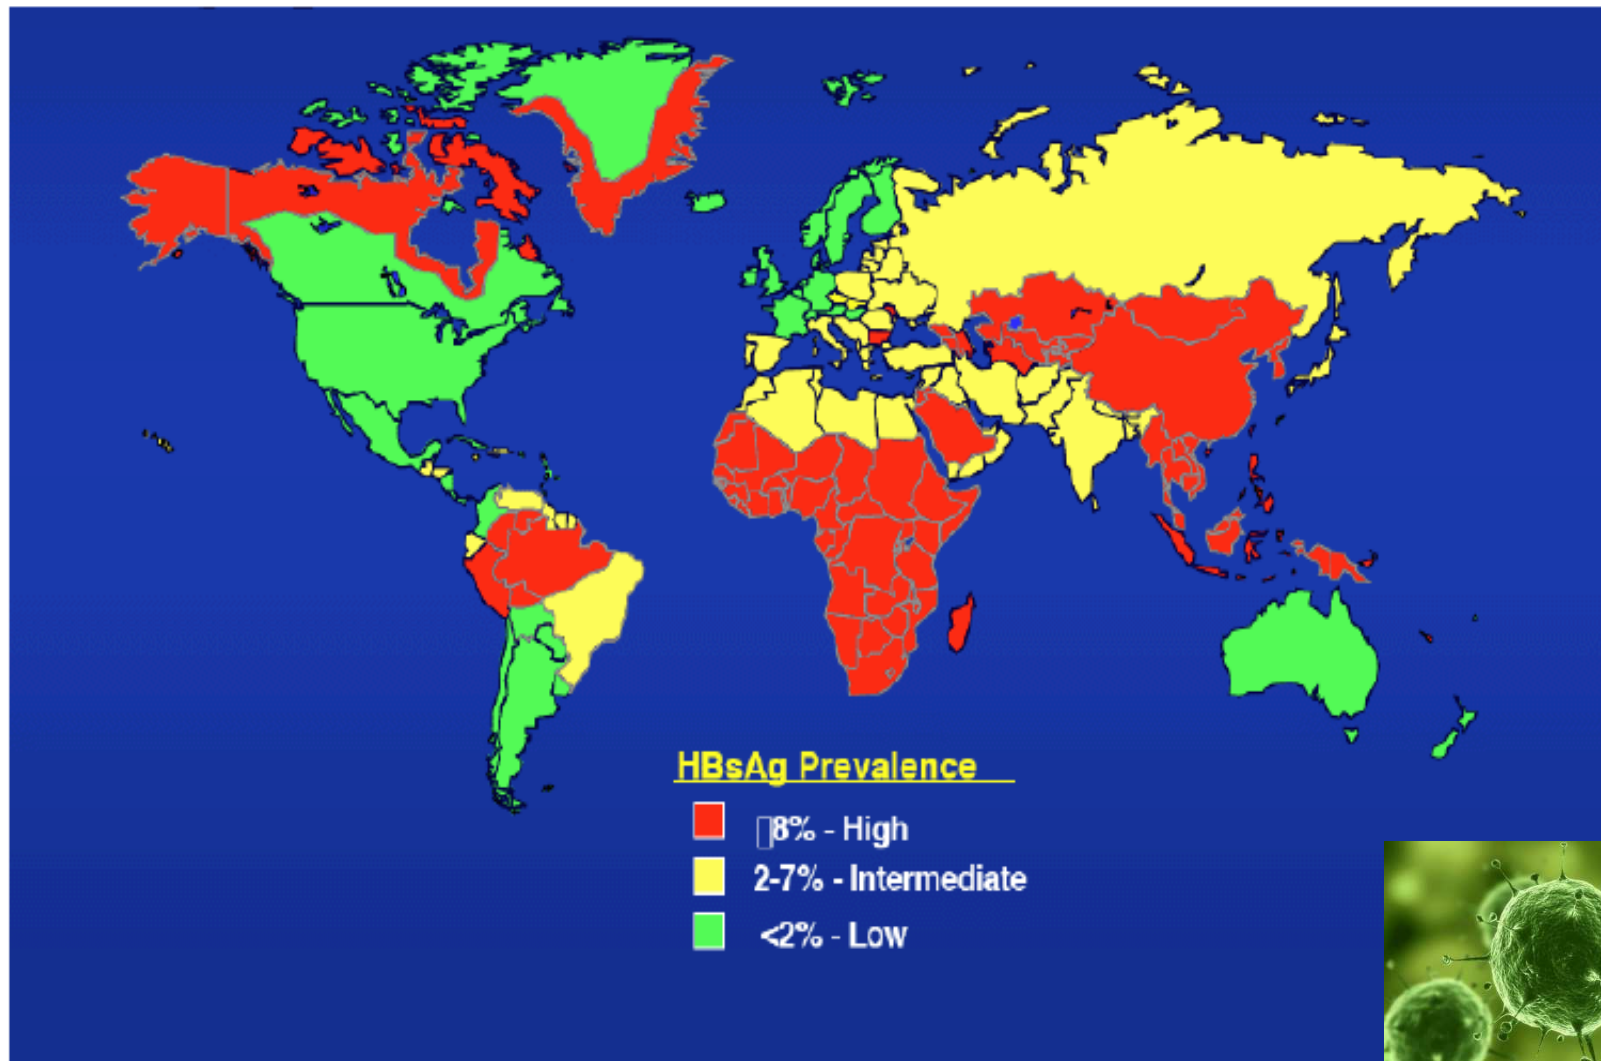 HBsAg Prevalence
▯8% - High
2-7% - Intermediate
<2% - Low